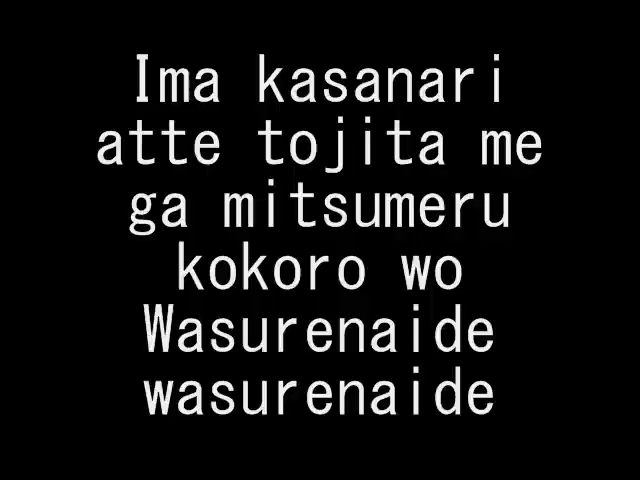 Ima kasanari
atte tojita me
ga mitsumeru
kokoro wo
Wasurenaide
wasurenaide